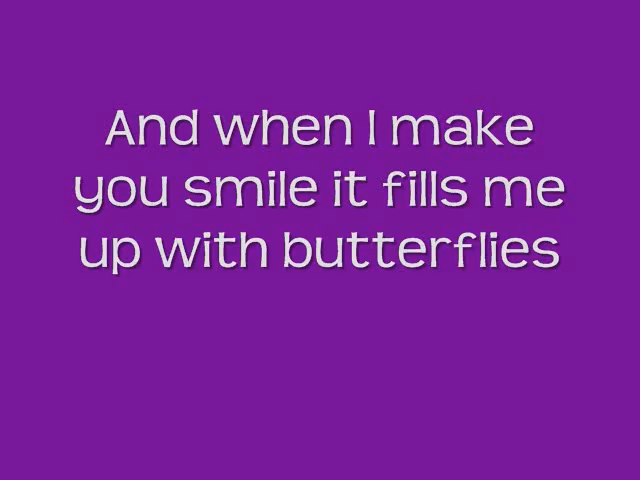 And when I make
you smile it fills me
up with butterflies